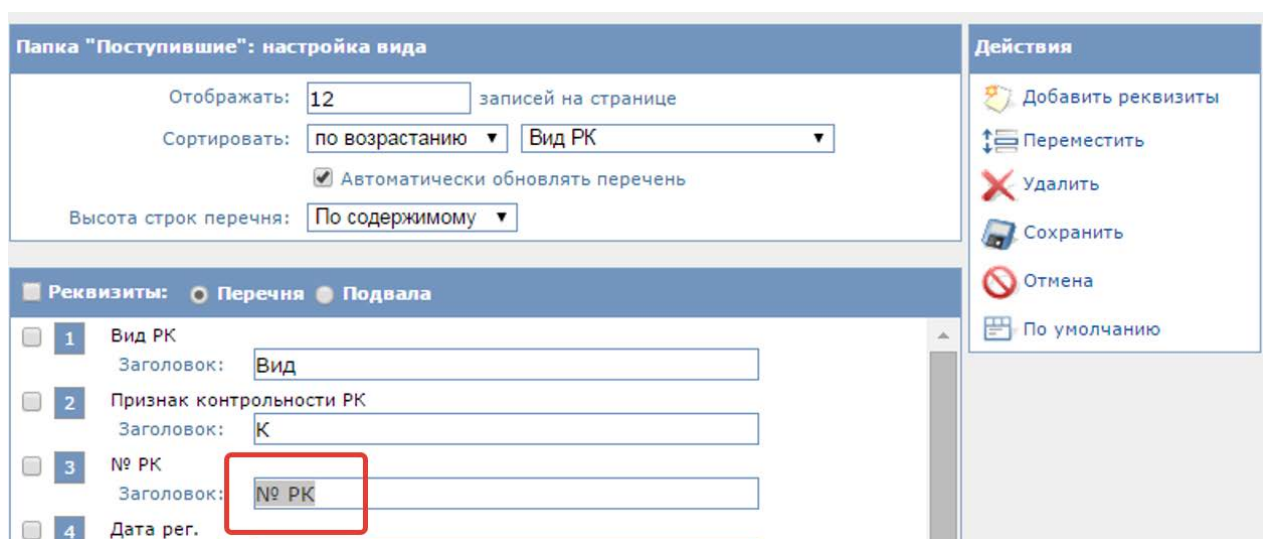 Папка "Поступившие": настройка вида
Отображать: 12 записей на странице
Сортировать: по возрастанию Вид РК
Автоматически обновлять перечень
Высота строк перечня: По содержимому
Реквизиты: Перечня Подвала
1 Вид РК
Заголовок: Вид
2 Признак контрольности РК
Заголовок: К
3 № РК
Заголовок: № РК
4 Дата рег.
Действия
Добавить реквизиты
Переместить
Удалить
Сохранить
Отмена
По умолчанию